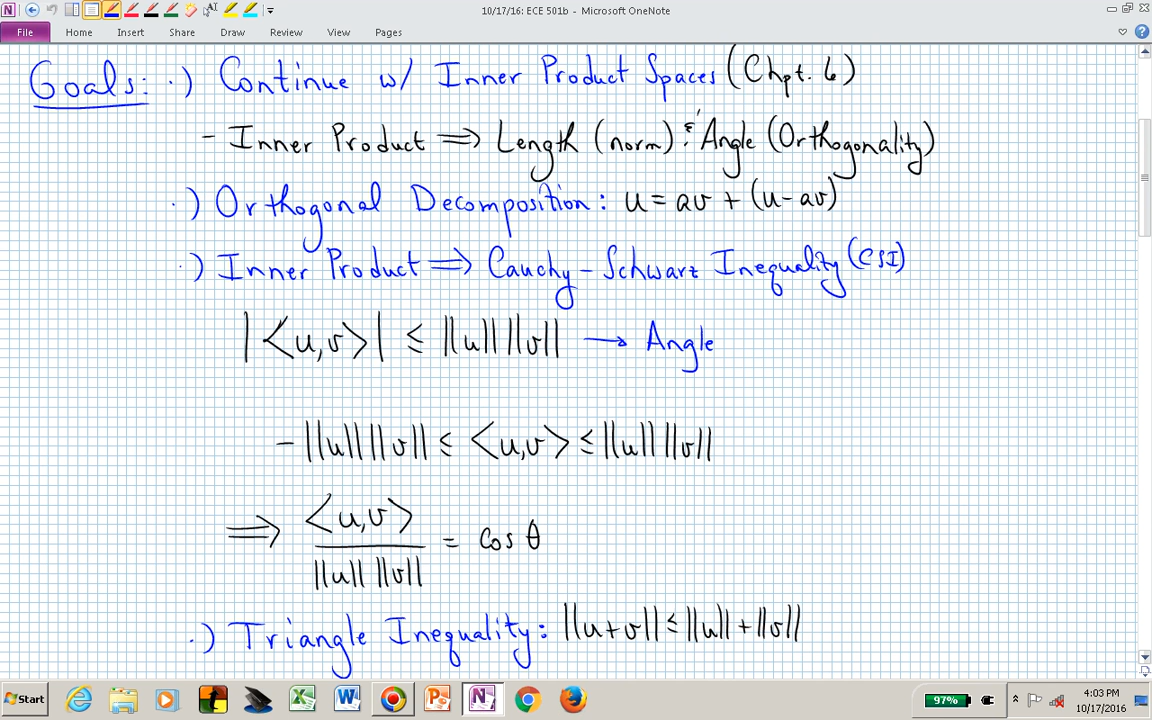 10/17/16: ECE 501b - Microsoft OneNote
File Home Insert Share Draw Review View Pages
Goals: ·) Continue w/ Inner Product Spaces (Chpt. 6)
- Inner Product ⟹ Length (norm) & Angle (Orthogonality)
·) Orthogonal Decomposition: u = av + (u - av)
·) Inner Product ⟹ Cauchy-Schwarz Inequality (CSI)
|<u,v>| ≤ ||u|| ||v|| → Angle
-||u|| ||v|| ≤ <u,v> ≤ ||u|| ||v||
⟹ <u,v> / ||u|| ||v|| = cos θ
·) Triangle Inequality: ||u+v|| ≤ ||u|| + ||v||
Start 97% 4:03 PM
10/17/2016